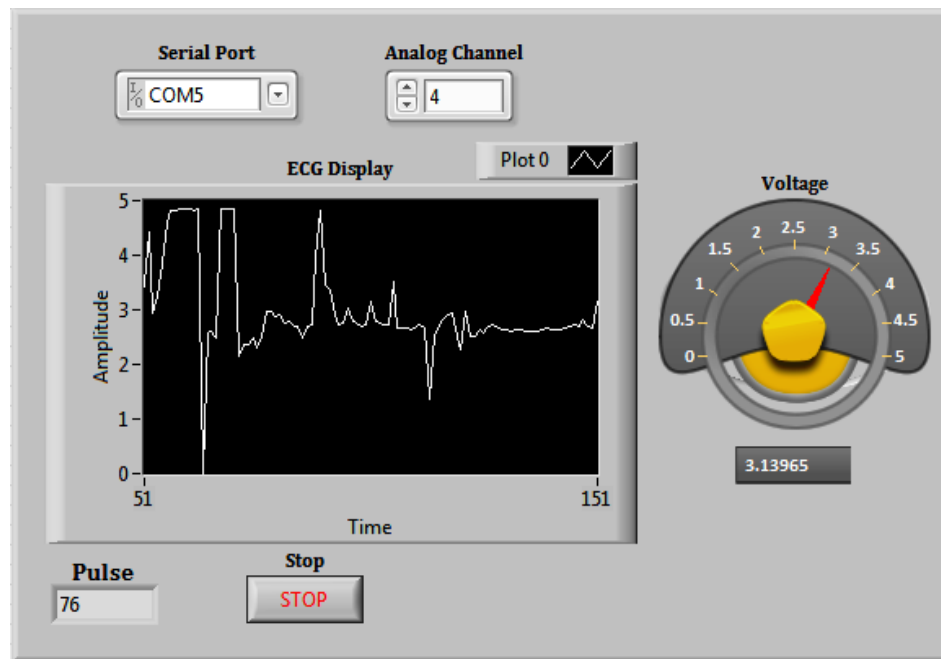 Serial Port
Analog Channel
I/O COM5
4
Plot 0
ECG Display
Voltage
5
4
3
2
1
0
Amplitude
51
151
Time
0
0.5
1
1.5
2
2.5
3
3.5
4
4.5
5
3.13965
Pulse
76
Stop
STOP